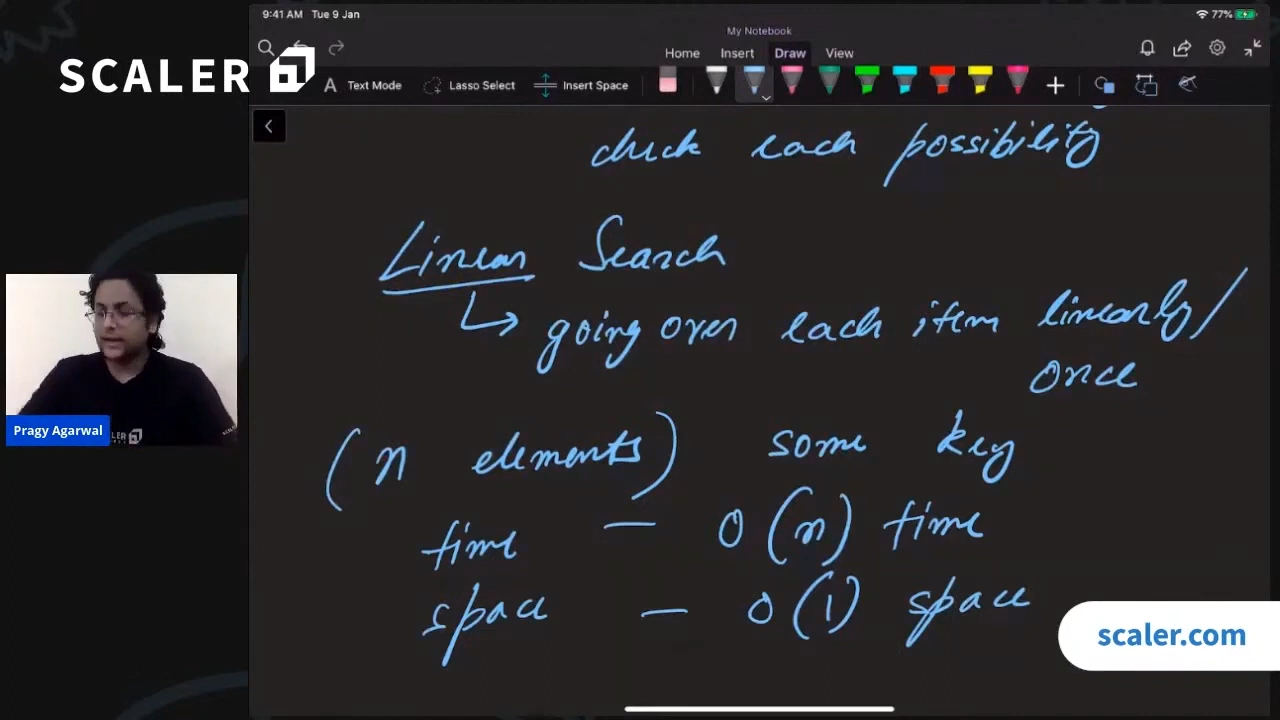 9:41 AM Tue 9 Jan
77%
My Notebook
Home Insert Draw View
SCALER
A Text Mode Lasso Select Insert Space
check each possibility
Linear Search
going over each item linearly/
once
(n elements) some key
time — O(n) time
space — O(1) space
Pragy Agarwal
scaler.com